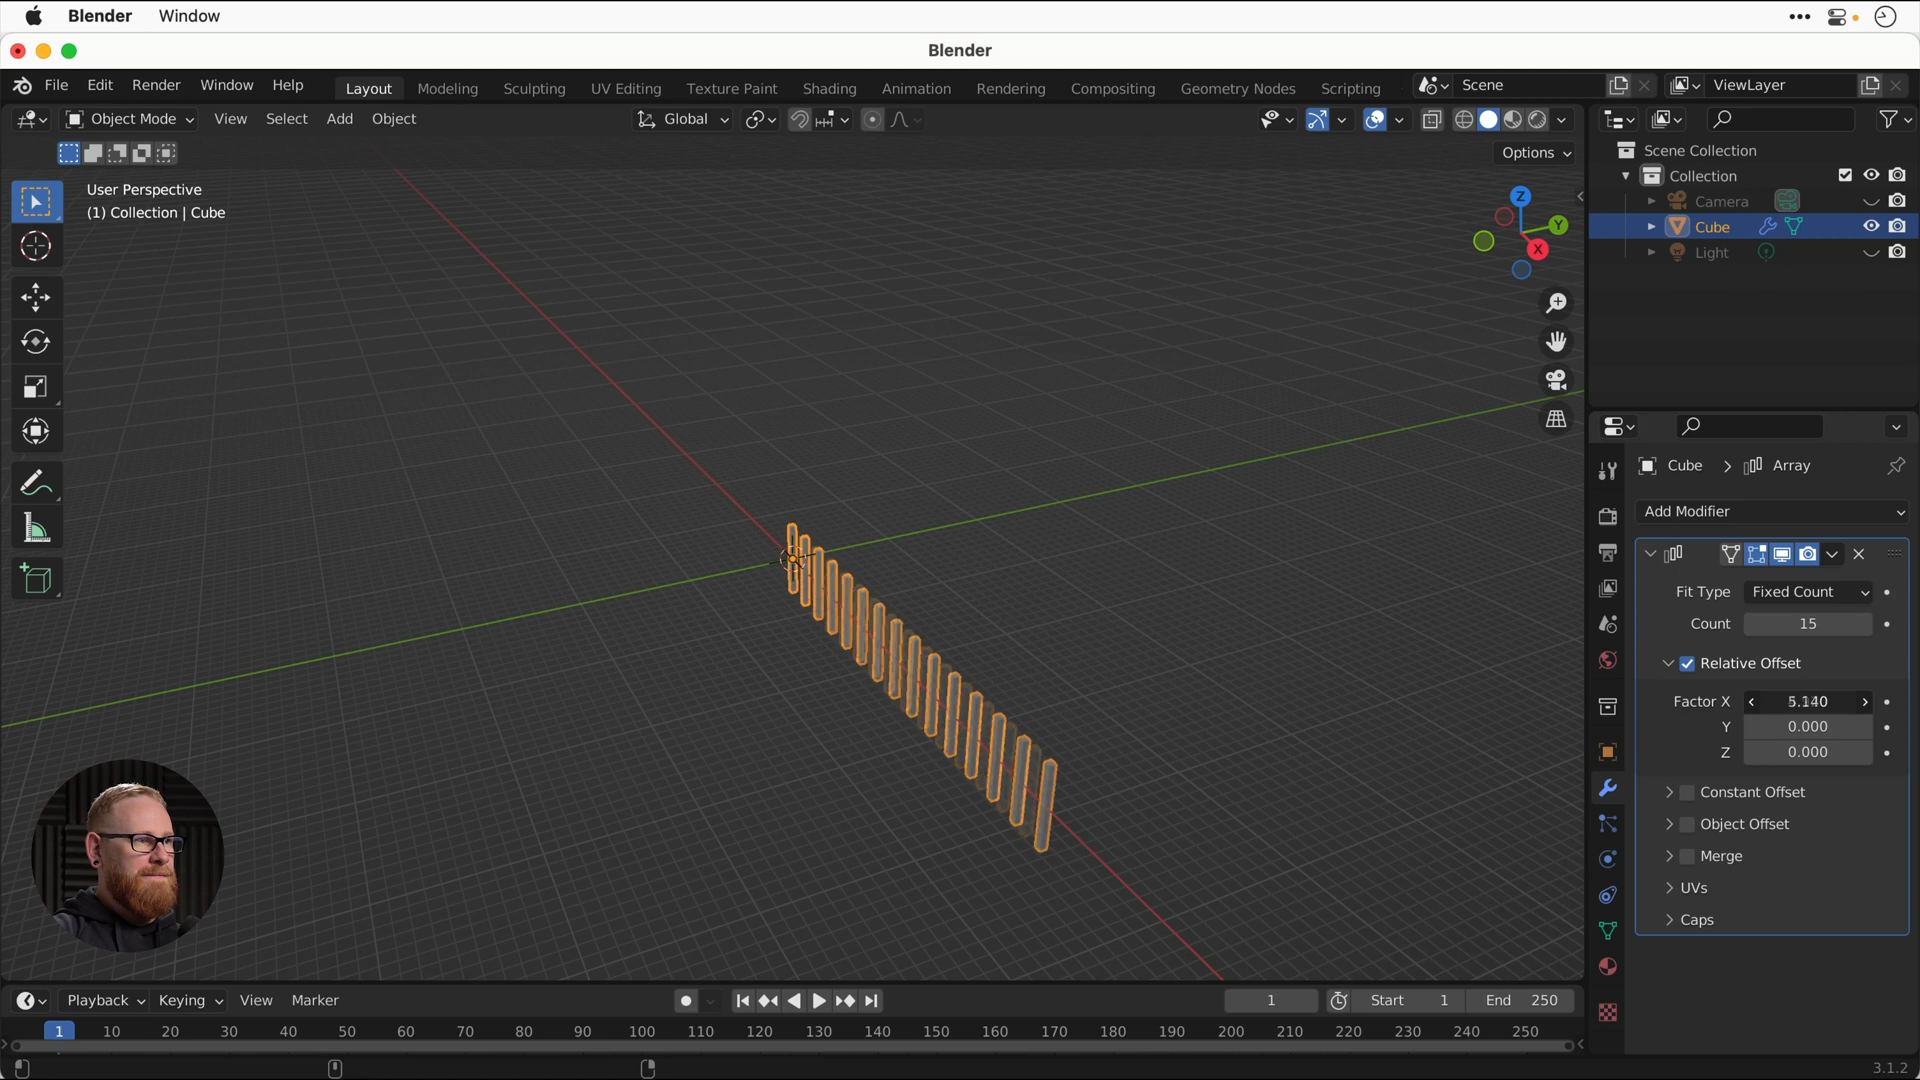 Blender Window
Blender
File Edit Render Window Help Layout Modeling Sculpting UV Editing Texture Paint Shading Animation Rendering Compositing Geometry Nodes Scripting Scene ViewLayer
Object Mode View Select Add Object Global
Options
User Perspective
(1) Collection | Cube
Z
Y
X
Scene Collection
Collection
Camera
Cube
Light
Cube > Array
Add Modifier
Fit Type Fixed Count
Count 15
Relative Offset
Factor X 5.140
Y 0.000
Z 0.000
Constant Offset
Object Offset
Merge
UVs
Caps
Playback Keying View Marker 1 Start 1 End 250
1 10 20 30 40 50 60 70 80 90 100 110 120 130 140 150 160 170 180 190 200 210 220 230 240 250
3.1.2